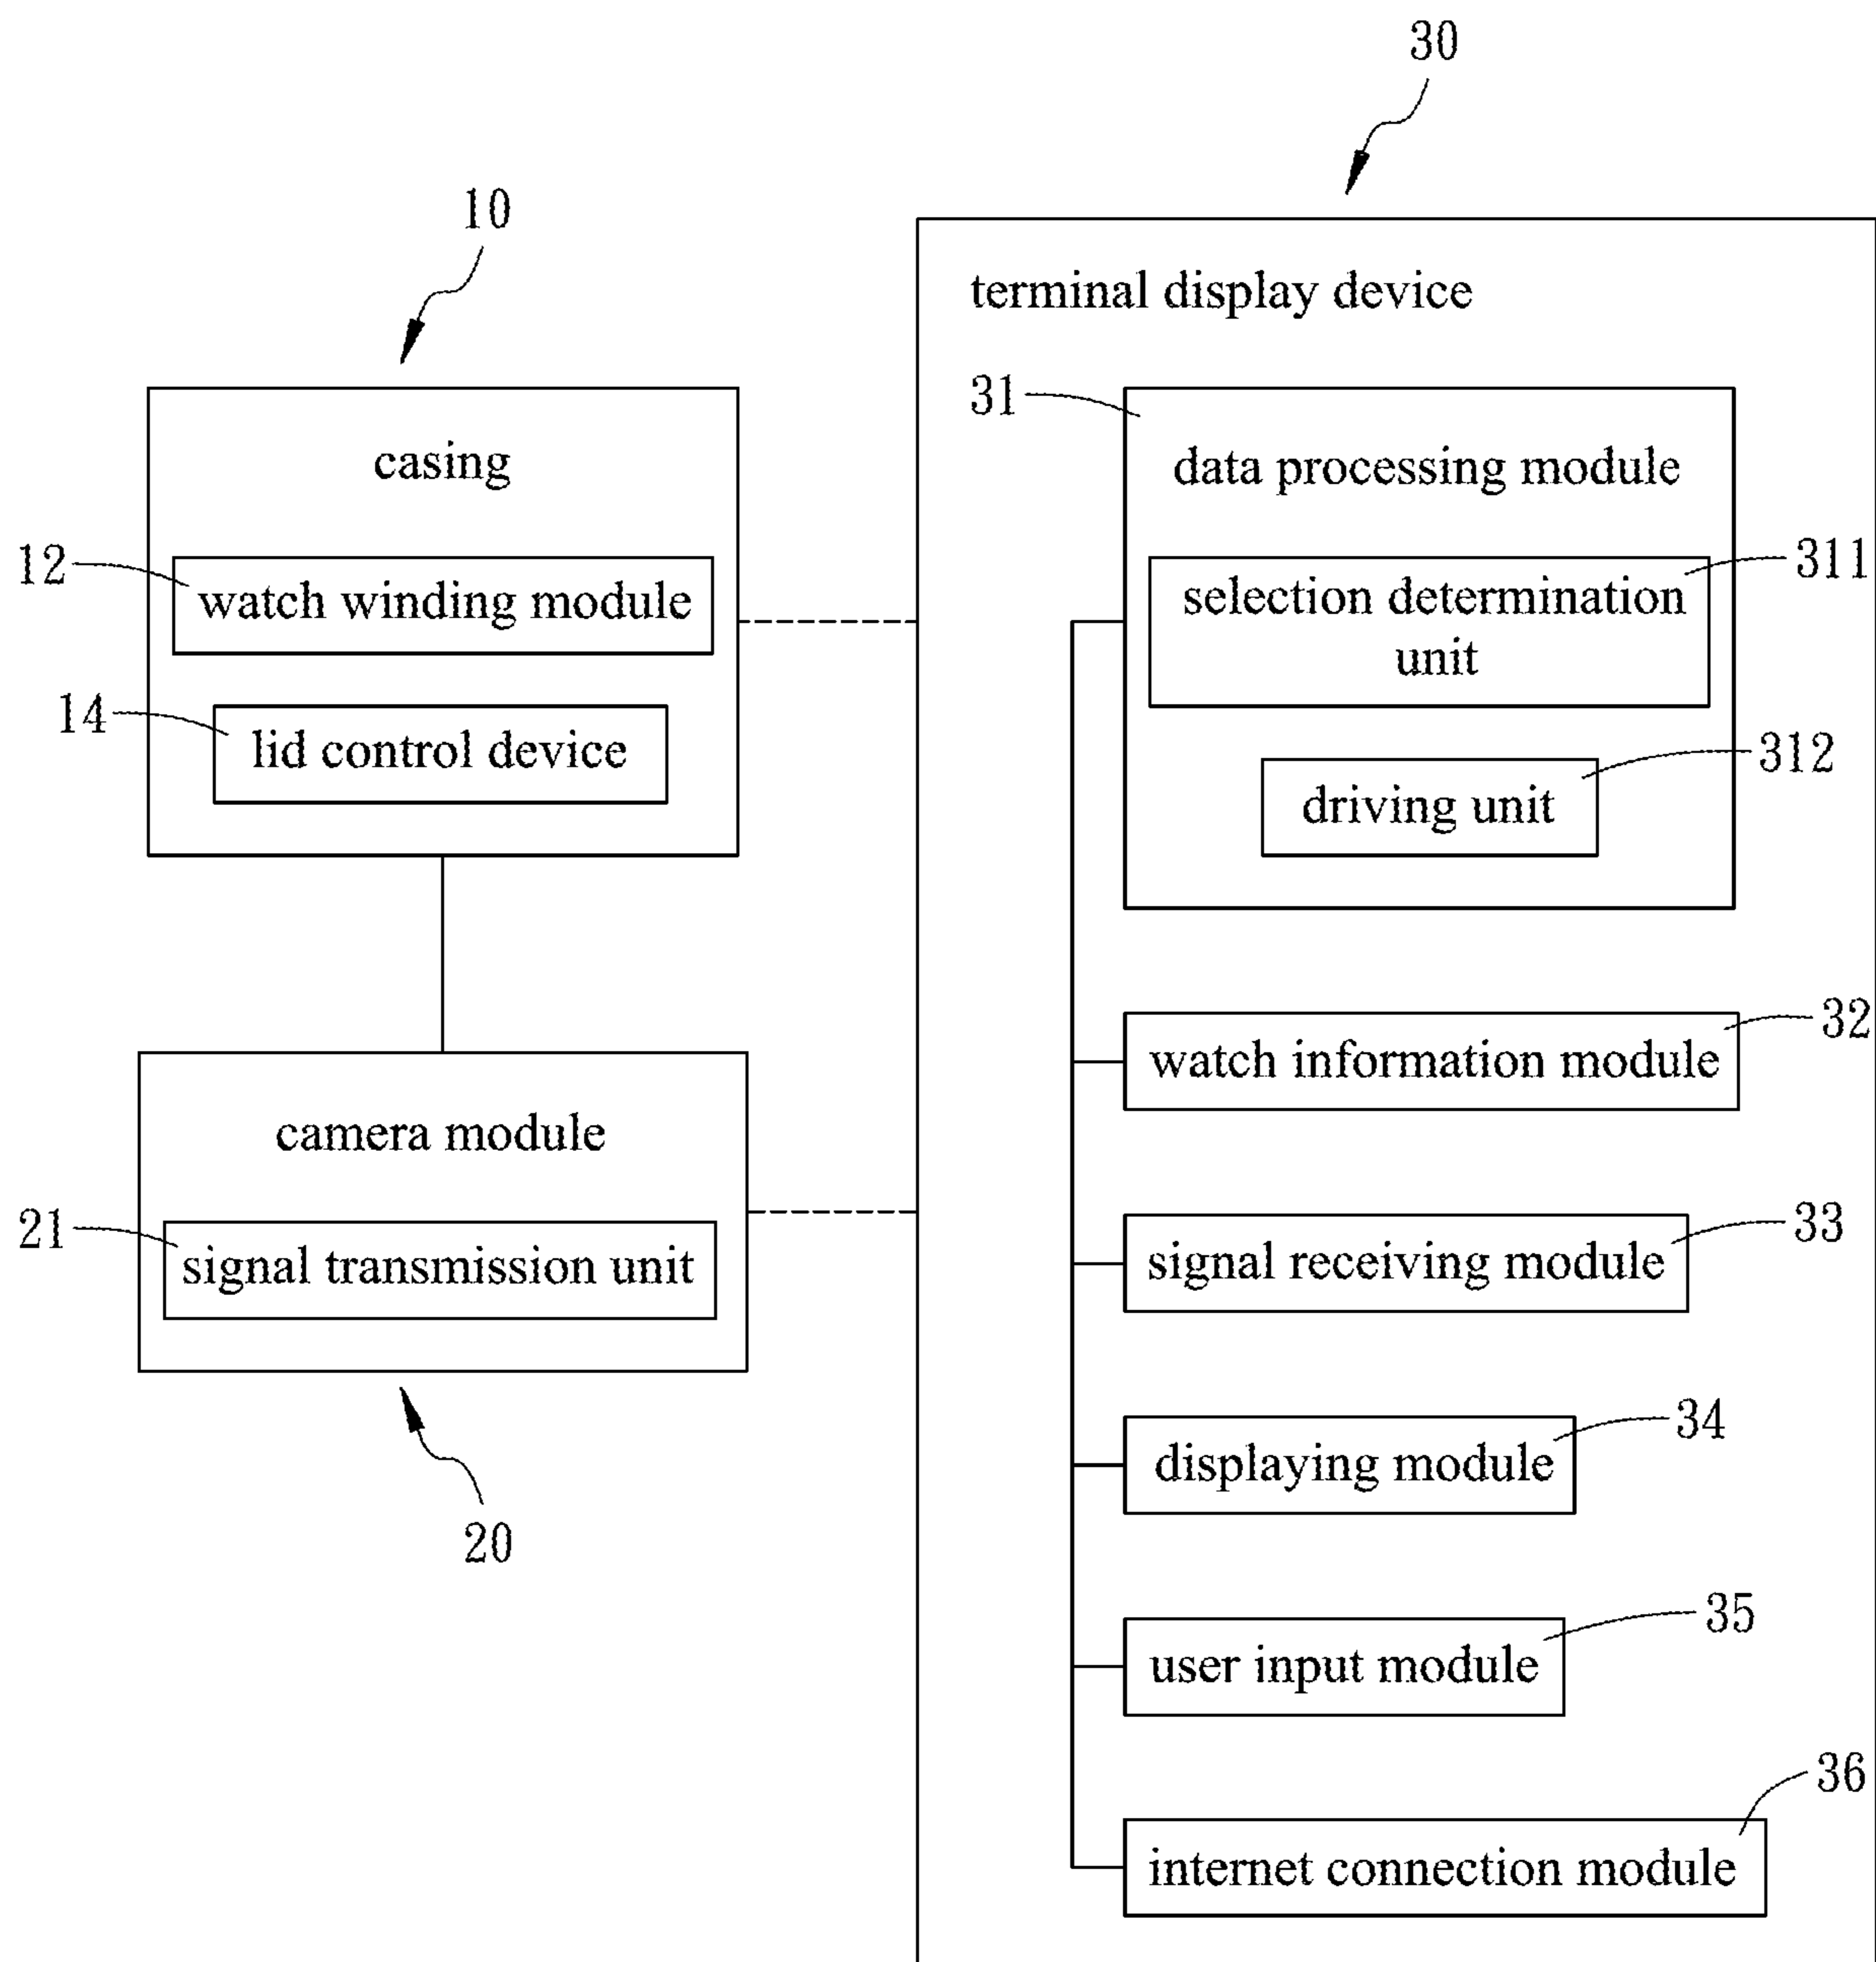 30
10
terminal display device
31
data processing module
casing
12
watch winding module
311
selection determination
unit
14
lid control device
312
driving unit
32
watch information module
camera module
21
signal transmission unit
33
signal receiving module
34
displaying module
20
35
user input module
36
internet connection module